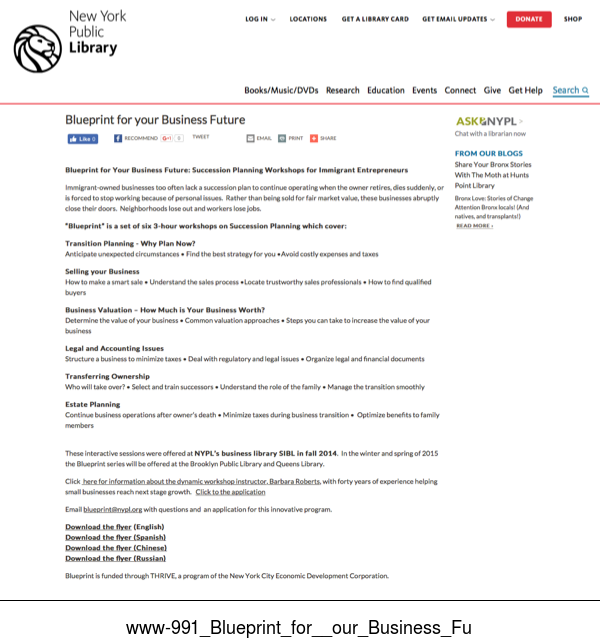 New York
Public
Library
LOG IN
LOCATIONS
GET A LIBRARY CARD
GET EMAIL UPDATES
DONATE
SHOP
Books/Music/DVDs Research Education Events Connect Give Get Help Search
Blueprint for your Business Future
Like 0
RECOMMEND
G+1
0
TWEET
EMAIL
PRINT
SHARE
ASK NYPL >
Chat with a librarian now
FROM OUR BLOGS
Share Your Bronx Stories
With The Moth at Hunts
Point Library
Bronx Love: Stories of Change
Attention Bronx locals! (And
natives, and transplants!)
READ MORE ›
Blueprint for Your Business Future: Succession Planning Workshops for Immigrant Entrepreneurs
Immigrant-owned businesses too often lack a succession plan to continue operating when the owner retires, dies suddenly, or
is forced to stop working because of personal issues. Rather than being sold for fair market value, these businesses abruptly
close their doors. Neighborhoods lose out and workers lose jobs.
"Blueprint" is a set of six 3-hour workshops on Succession Planning which cover:
Transition Planning - Why Plan Now?
Anticipate unexpected circumstances • Find the best strategy for you •Avoid costly expenses and taxes
Selling your Business
How to make a smart sale • Understand the sales process •Locate trustworthy sales professionals • How to find qualified
buyers
Business Valuation – How Much is Your Business Worth?
Determine the value of your business • Common valuation approaches • Steps you can take to increase the value of your
business
Legal and Accounting Issues
Structure a business to minimize taxes • Deal with regulatory and legal issues • Organize legal and financial documents
Transferring Ownership
Who will take over? • Select and train successors • Understand the role of the family • Manage the transition smoothly
Estate Planning
Continue business operations after owner's death • Minimize taxes during business transition • Optimize benefits to family
members
These interactive sessions were offered at NYPL's business library SIBL in fall 2014. In the winter and spring of 2015
the Blueprint series will be offered at the Brooklyn Public Library and Queens Library.
Click here for information about the dynamic workshop instructor, Barbara Roberts, with forty years of experience helping
small businesses reach next stage growth. Click to the application
Email blueprint@nypl.org with questions and an application for this innovative program.
Download the flyer (English)
Download the flyer (Spanish)
Download the flyer (Chinese)
Download the flyer (Russian)
Blueprint is funded through THRIVE, a program of the New York City Economic Development Corporation.
www-991_Blueprint_for__our_Business_Fu